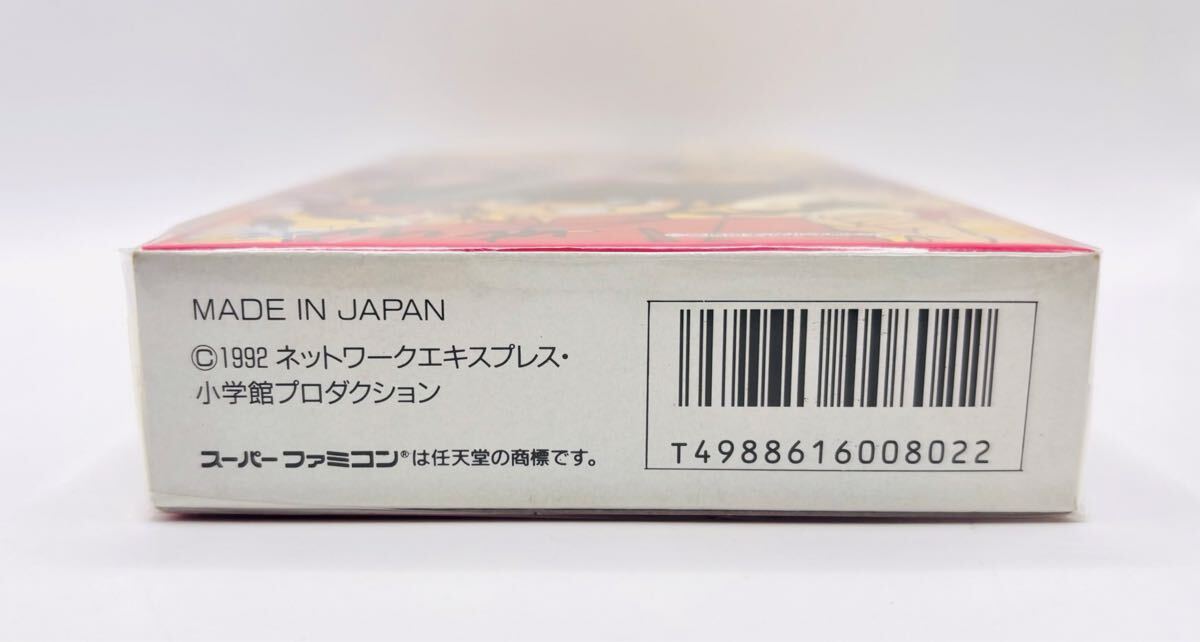 MADE IN JAPAN
©1992 ネットワークエキスプレス・
小学館プロダクション
スーパーファミコン®は任天堂の商標です。
T4988616008022